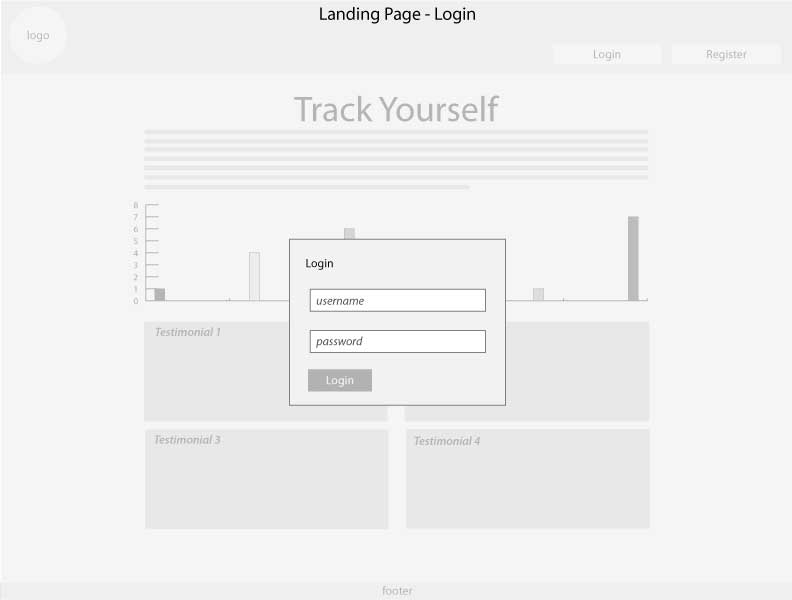 Landing Page - Login
logo
Login
Register
Track Yourself
8
7
6
5
4
3
2
1
0
Login
username
password
Login
Testimonial 1
Testimonial 3
Testimonial 4
footer